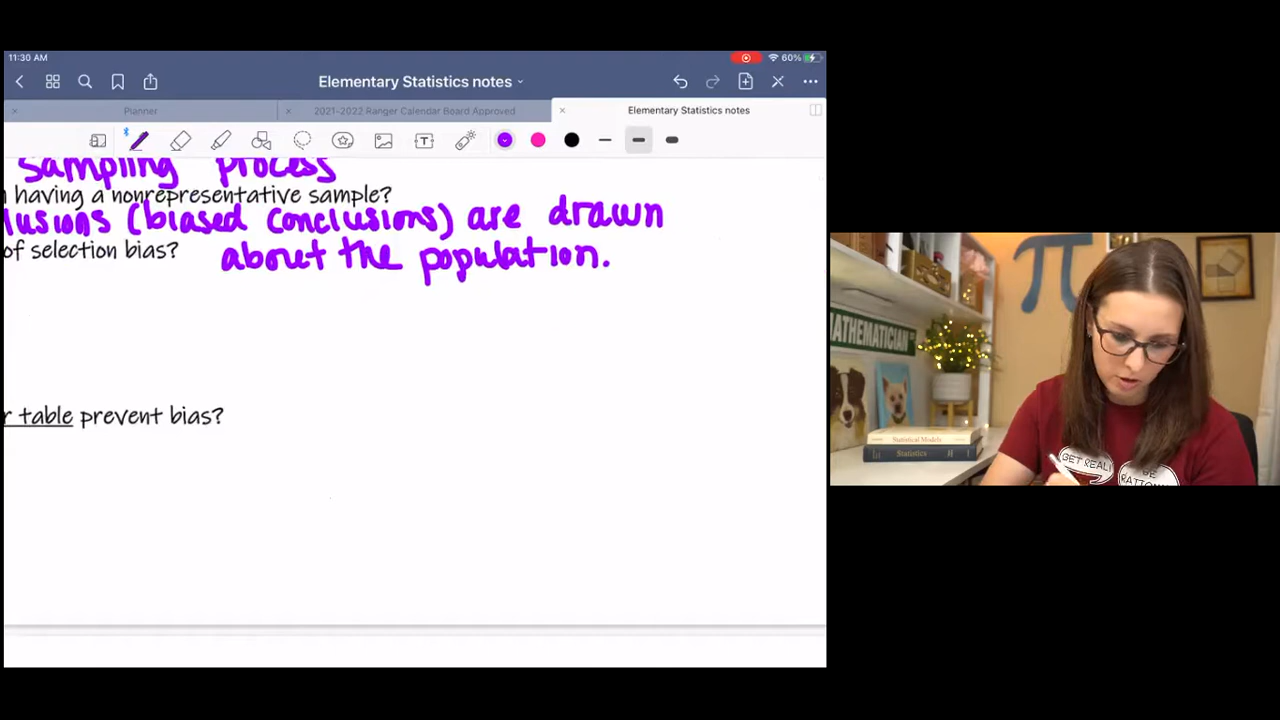 11:30 AM
60%
Elementary Statistics notes
Planner
2021-2022 Ranger Calendar Board Approved
Elementary Statistics notes
T
sampling process
having a nonrepresentative sample?
lusions (biased conclusions) are drawn
of selection bias?
about the population.
r table prevent bias?
MATHEMATICIAN
Statistical Models
Statistics
GET REAL!
BE
RATION